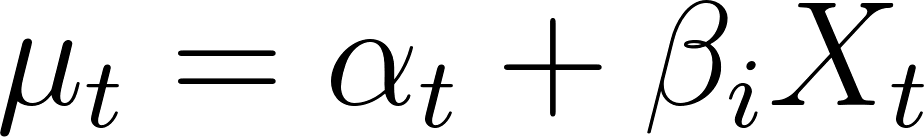 μ_t = α_t + β_i X_t